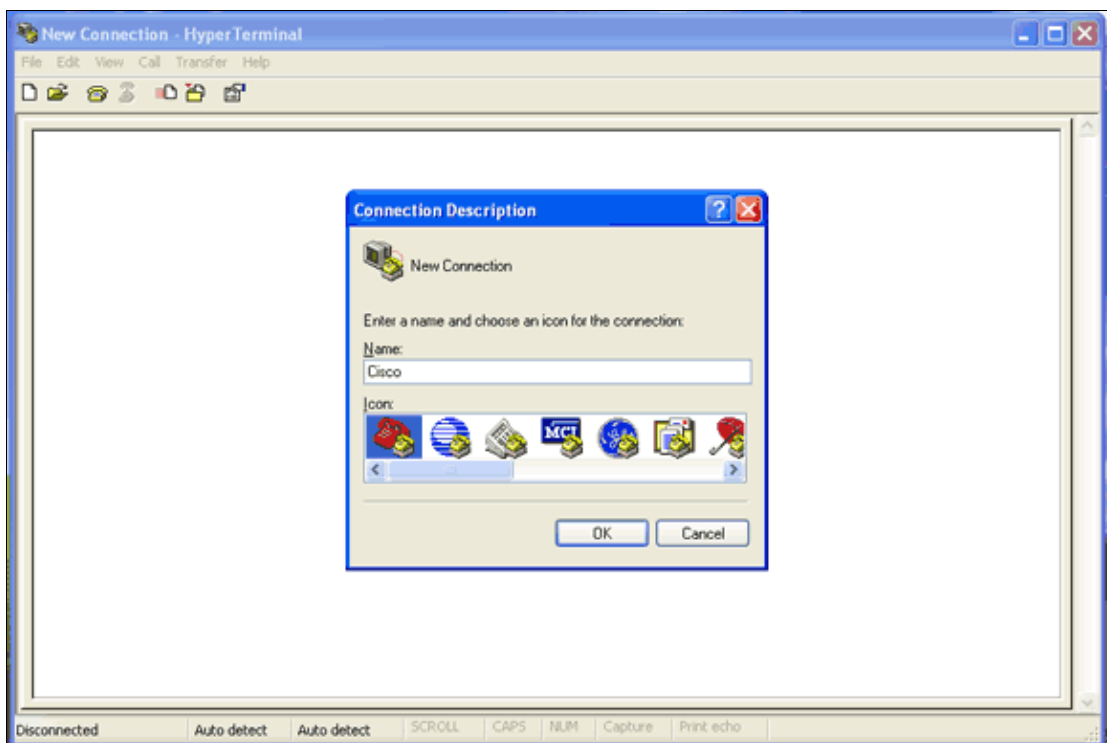 New Connection - HyperTerminal
File Edit View Call Transfer Help
Connection Description
New Connection
Enter a name and choose an icon for the connection:
Name:
Cisco
Icon:
MCI
OK Cancel
Disconnected Auto detect Auto detect SCROLL CAPS NUM Capture Print echo